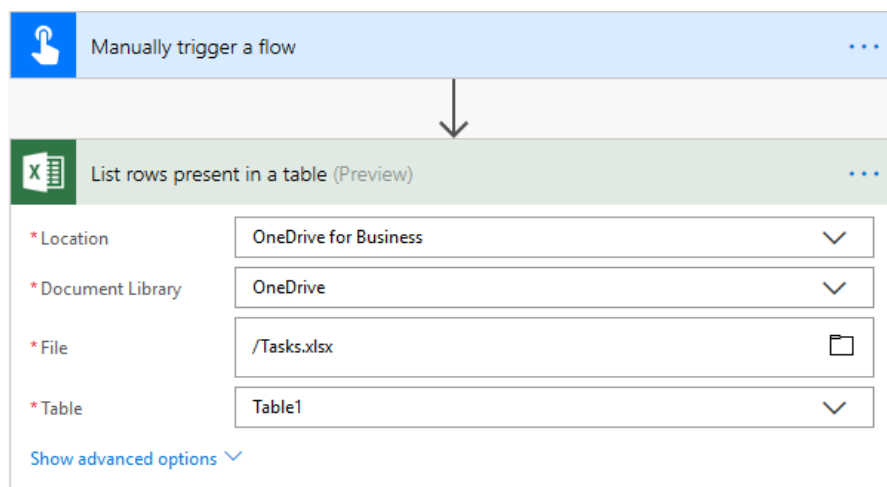 Manually trigger a flow
List rows present in a table (Preview)
* Location
OneDrive for Business
* Document Library
OneDrive
* File
/Tasks.xlsx
* Table
Table1
Show advanced options